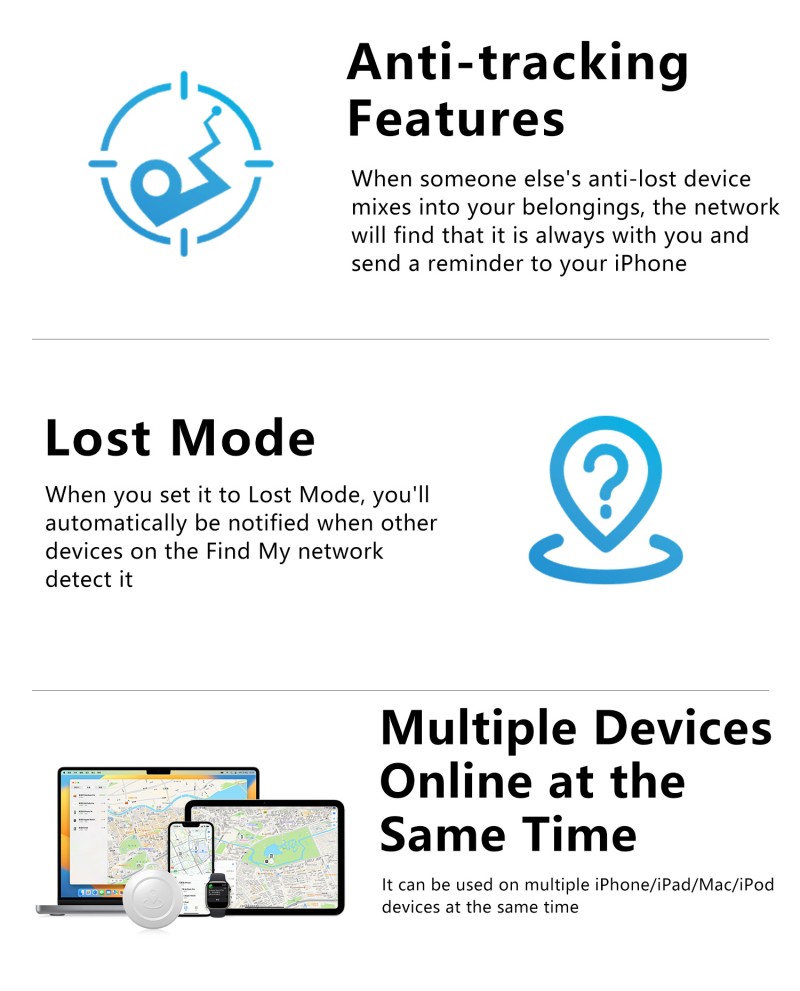 Anti-tracking
Features
When someone else's anti-lost device
mixes into your belongings, the network
will find that it is always with you and
send a reminder to your iPhone
Lost Mode
When you set it to Lost Mode, you'll
automatically be notified when other
devices on the Find My network
detect it
Multiple Devices
Online at the
Same Time
It can be used on multiple iPhone/iPad/Mac/iPod
devices at the same time